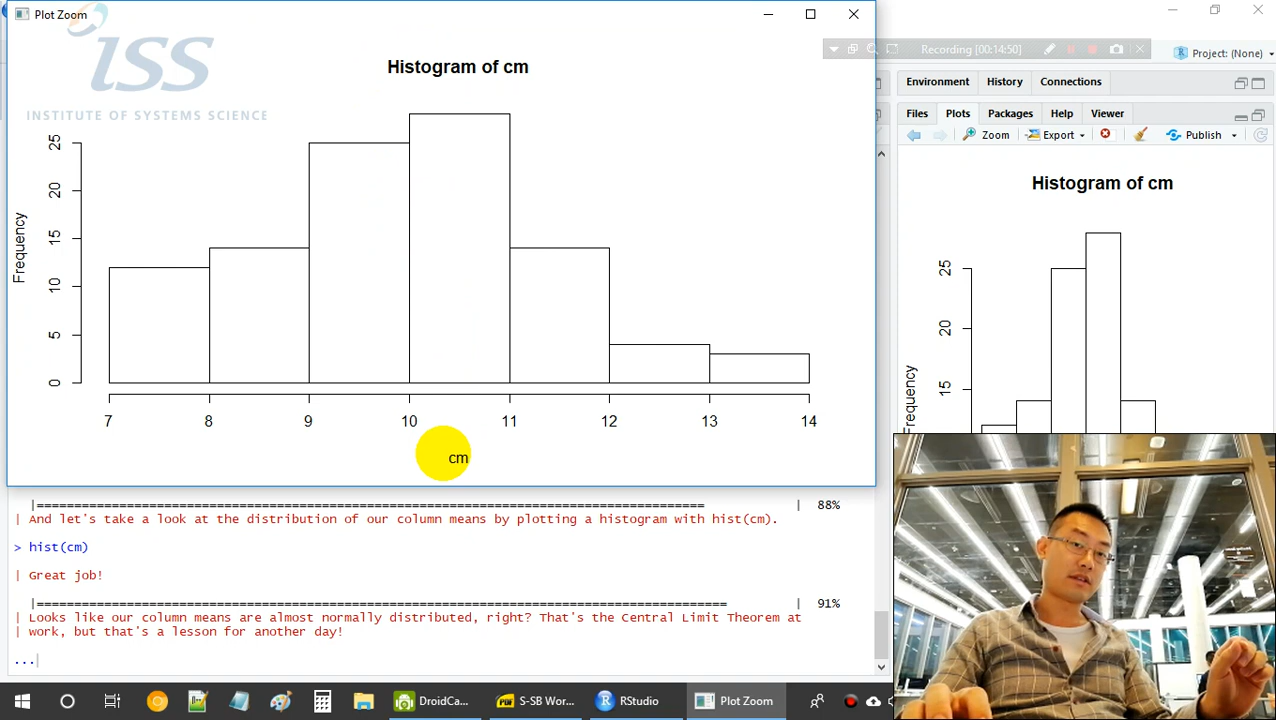 Plot Zoom
iss
INSTITUTE OF SYSTEMS SCIENCE
Histogram of cm
Frequency
25
20
15
10
5
0
7 8 9 10 11 12 13 14
cm
Recording [00:14:50]
Project: (None)
Environment History Connections
Files Plots Packages Help Viewer
Zoom Export Publish
Histogram of cm
Frequency
25
20
15
|================================================================================| 88%
| And let's take a look at the distribution of our column means by plotting a histogram with hist(cm).
> hist(cm)
| Great job!
|===================================================================================| 91%
| Looks like our column means are almost normally distributed, right? That's the Central Limit Theorem at
| work, but that's a lesson for another day!
...
DroidCa... S-SB Wor... RStudio Plot Zoom